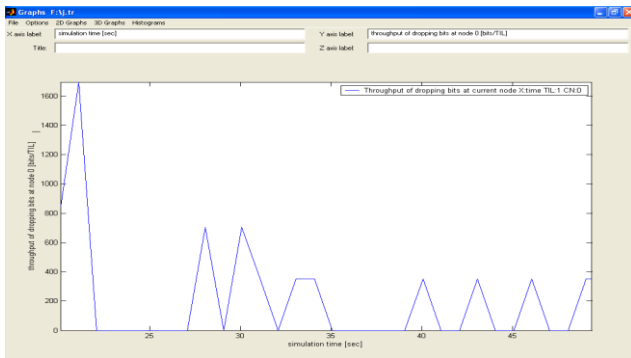 Graphs F:\j.tr
File Options 2D Graphs 3D Graphs Histograms
X axis label: simulation time [sec]
Y axis label: throughput of dropping bits at node 0 [bits/TIL]
Title:
Z axis label:
Throughput of dropping bits at current node X:time TIL:1 CN:0
throughput of dropping bits at node 0 [bits/TIL]
1600
1400
1200
1000
800
600
400
200
0
25 30 35 40 45
simulation time [sec]